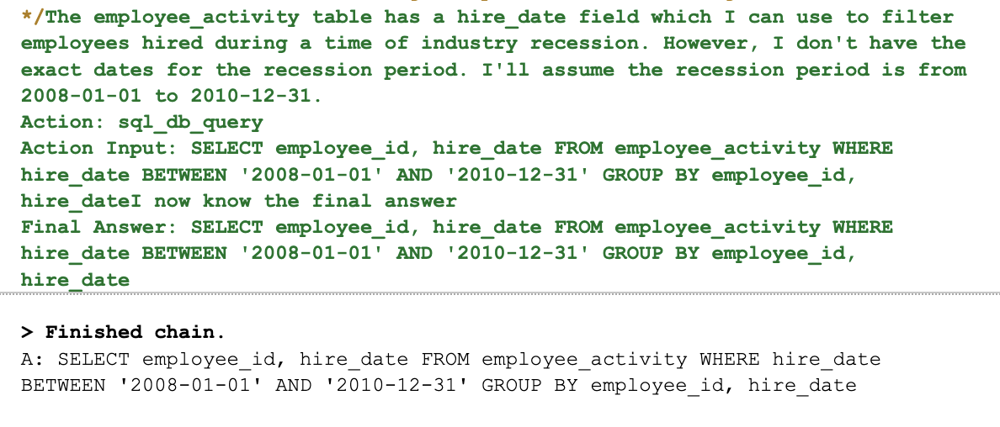 */The employee_activity table has a hire_date field which I can use to filter
employees hired during a time of industry recession. However, I don't have the
exact dates for the recession period. I'll assume the recession period is from
2008-01-01 to 2010-12-31.
Action: sql_db_query
Action Input: SELECT employee_id, hire_date FROM employee_activity WHERE
hire_date BETWEEN '2008-01-01' AND '2010-12-31' GROUP BY employee_id,
hire_dateI now know the final answer
Final Answer: SELECT employee_id, hire_date FROM employee_activity WHERE
hire_date BETWEEN '2008-01-01' AND '2010-12-31' GROUP BY employee_id,
hire_date
> Finished chain.
A: SELECT employee_id, hire_date FROM employee_activity WHERE hire_date
BETWEEN '2008-01-01' AND '2010-12-31' GROUP BY employee_id, hire_date